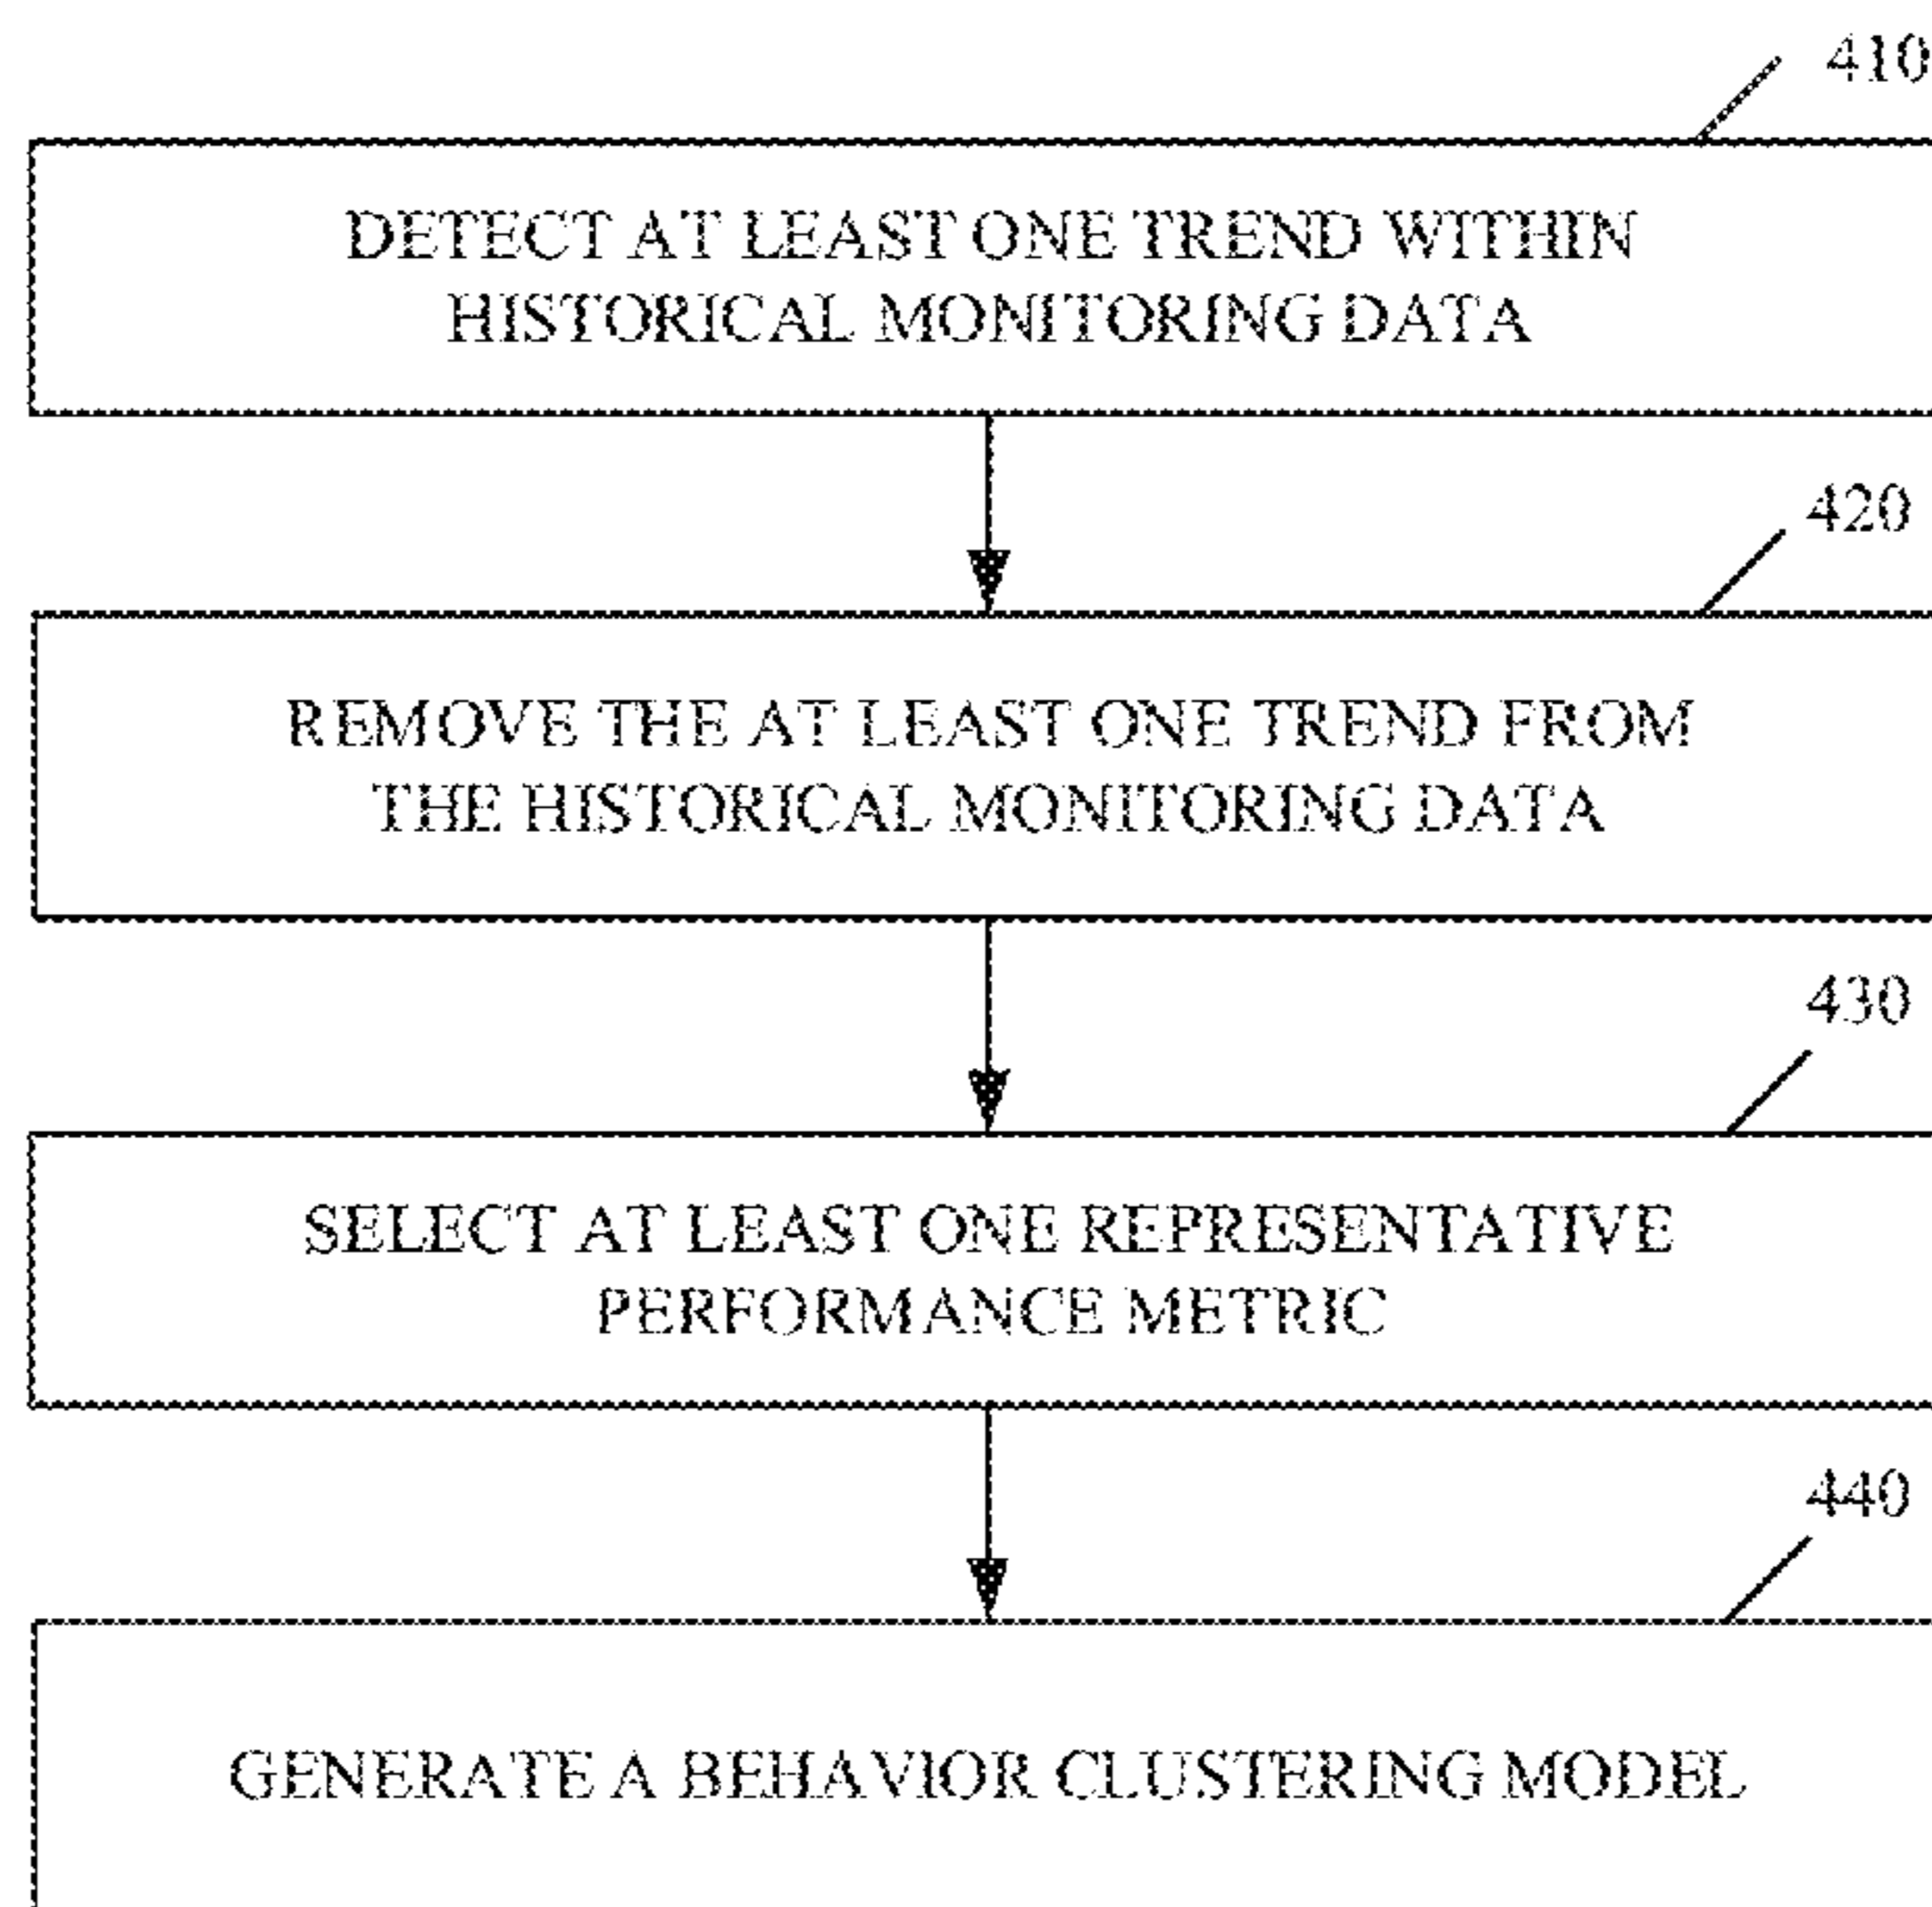 410
DETECT AT LEAST ONE TREND WITHIN
HISTORICAL MONITORING DATA
420
REMOVE THE AT LEAST ONE TREND FROM
THE HISTORICAL MONITORING DATA
430
SELECT AT LEAST ONE REPRESENTATIVE
PERFORMANCE METRIC
440
GENERATE A BEHAVIOR CLUSTERING MODEL